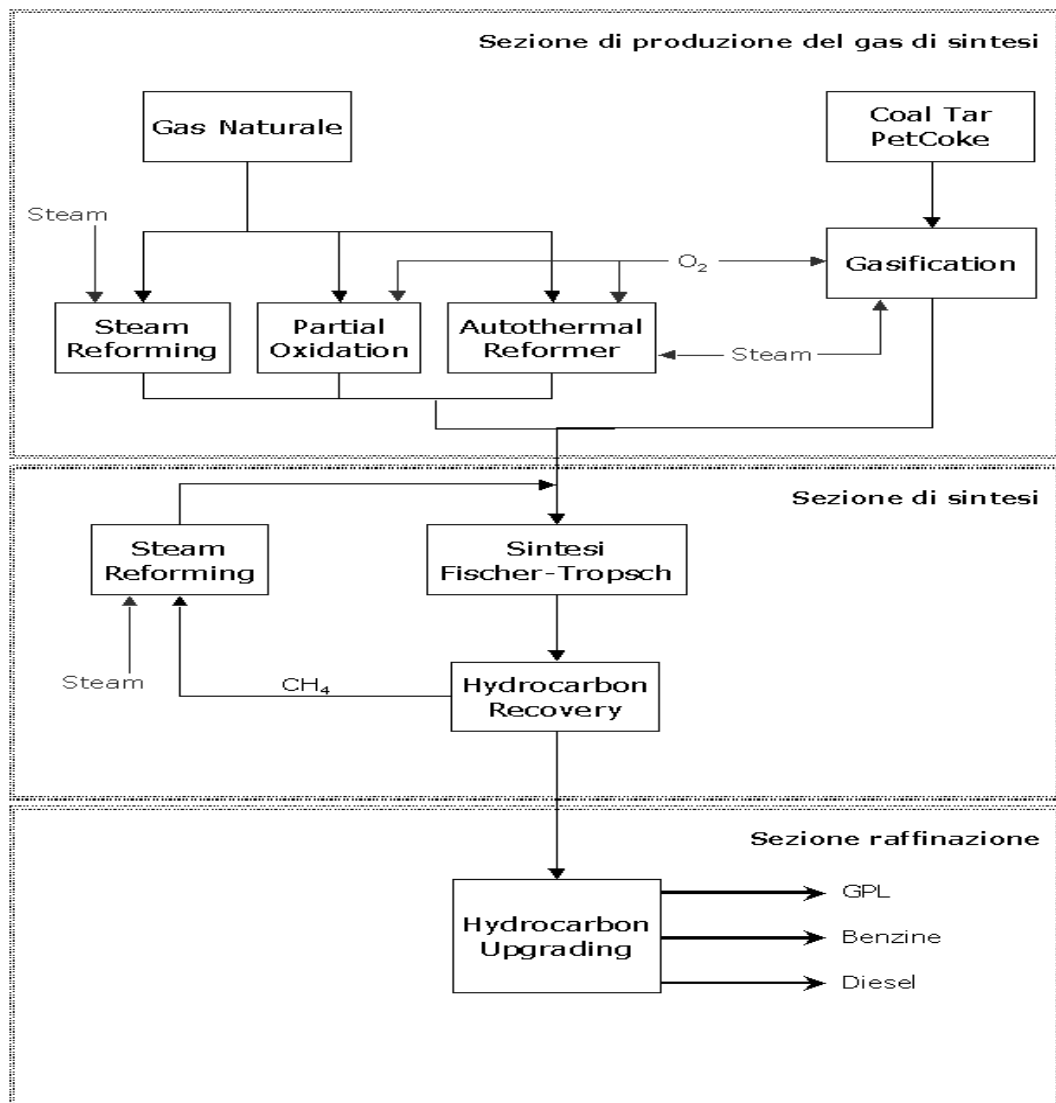 Sezione di produzione del gas di sintesi
Gas Naturale
Coal Tar
PetCoke
Steam
O₂
Gasification
Steam
Reforming
Partial
Oxidation
Autothermal
Reformer
Steam
Sezione di sintesi
Steam
Reforming
Sintesi
Fischer-Tropsch
Steam
CH₄
Hydrocarbon
Recovery
Sezione raffinazione
Hydrocarbon
Upgrading
GPL
Benzine
Diesel